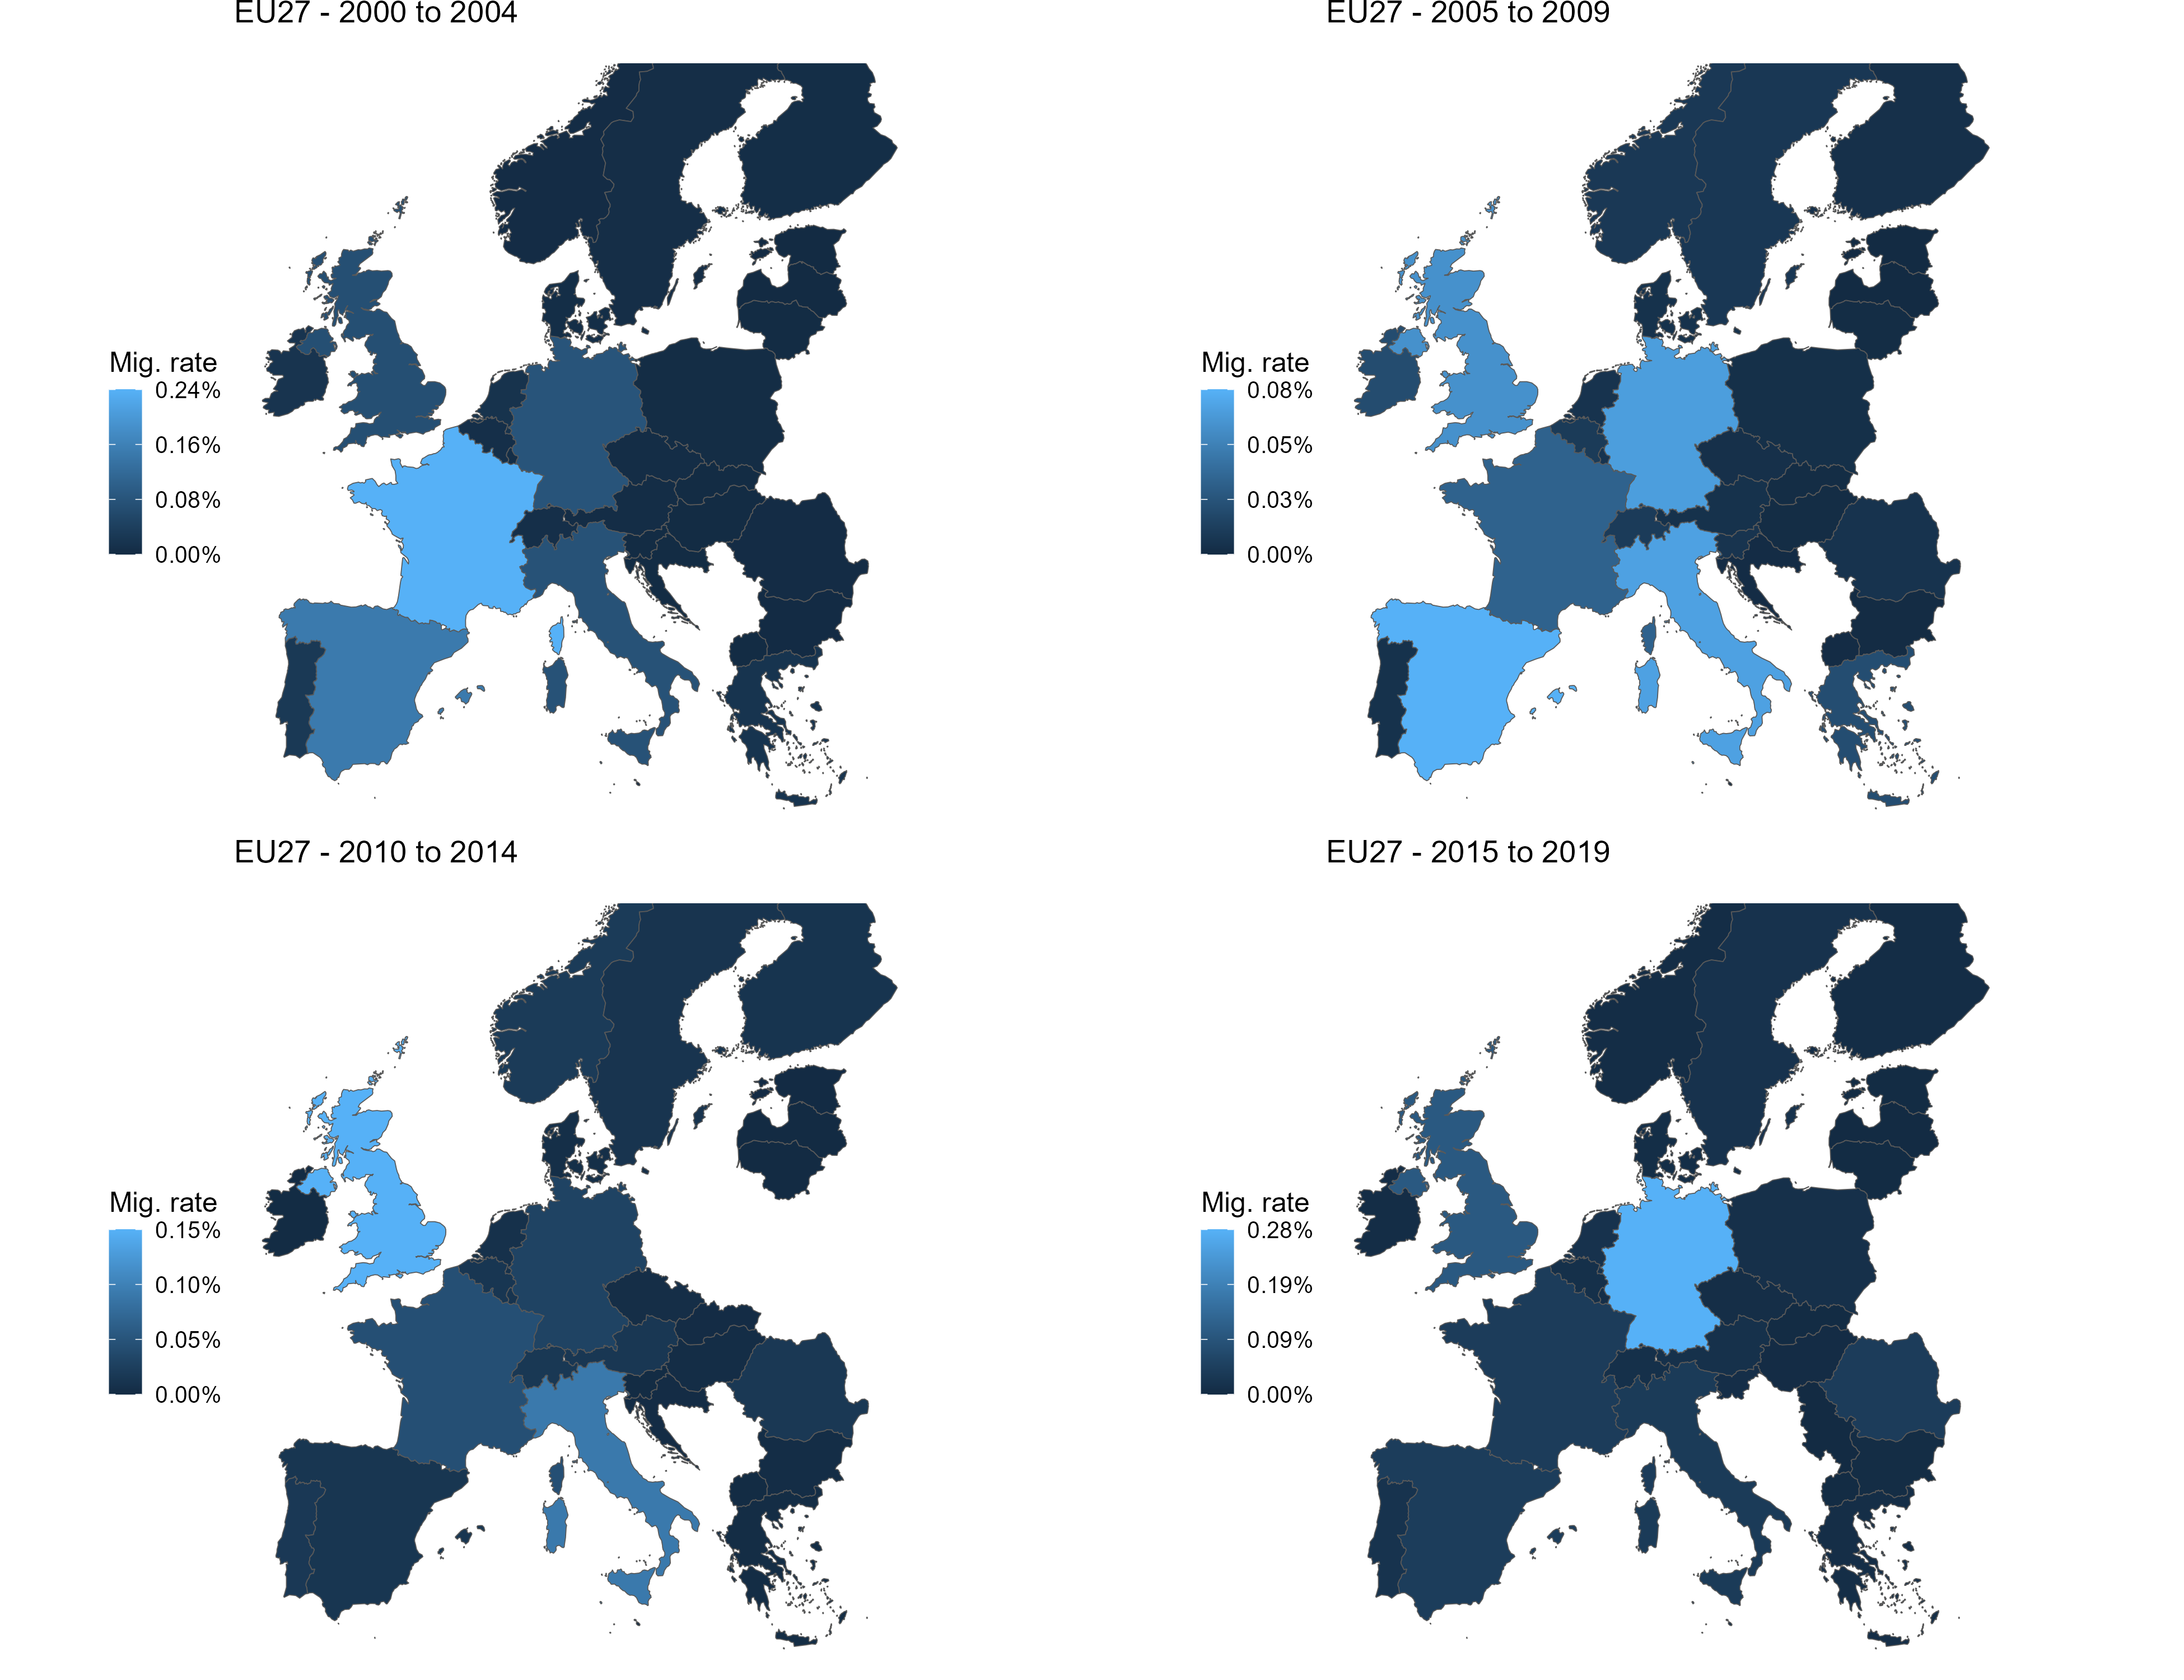 EU27 - 2000 to 2004
Mig. rate
0.24%
0.16%
0.08%
0.00%
EU27 - 2005 to 2009
Mig. rate
0.08%
0.05%
0.03%
0.00%
EU27 - 2010 to 2014
Mig. rate
0.15%
0.10%
0.05%
0.00%
EU27 - 2015 to 2019
Mig. rate
0.28%
0.19%
0.09%
0.00%